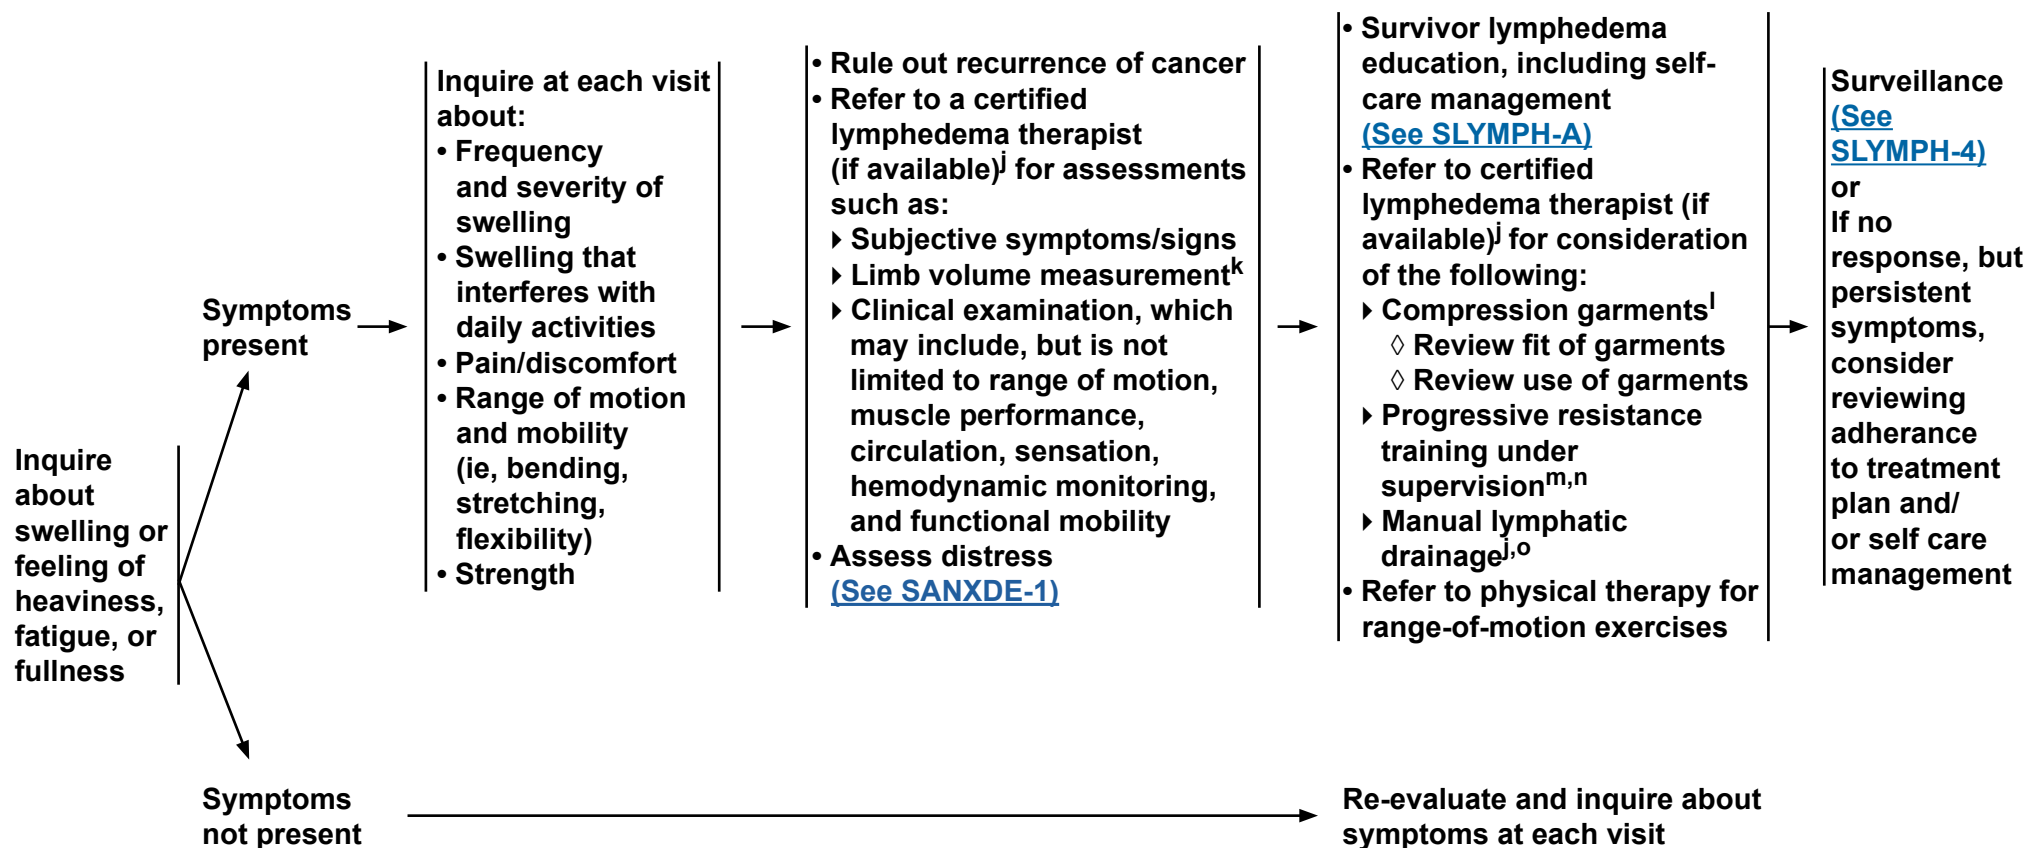 Inquire
about
swelling or
feeling of
heaviness,
fatigue, or
fullness
Symptoms
present
Inquire at each visit
about:
• Frequency
and severity of
swelling
• Swelling that
interferes with
daily activities
• Pain/discomfort
• Range of motion
and mobility
(ie, bending,
stretching,
flexibility)
• Strength
• Rule out recurrence of cancer
• Refer to a certified
lymphedema therapist
(if available)j for assessments
such as:
▸ Subjective symptoms/signs
▸ Limb volume measurementk
▸ Clinical examination, which
may include, but is not
limited to range of motion,
muscle performance,
circulation, sensation,
hemodynamic monitoring,
and functional mobility
• Assess distress
(See SANXDE-1)
• Survivor lymphedema
education, including self-
care management
(See SLYMPH-A)
• Refer to certified
lymphedema therapist (if
available)j for consideration
of the following:
▸ Compression garmentsl
◊ Review fit of garments
◊ Review use of garments
▸ Progressive resistance
training under
supervisionm,n
▸ Manual lymphatic
drainagej,o
• Refer to physical therapy for
range-of-motion exercises
Surveillance
(See
SLYMPH-4)
or
If no
response, but
persistent
symptoms,
consider
reviewing
adherance
to treatment
plan and/
or self care
management
Symptoms
not present
Re-evaluate and inquire about
symptoms at each visit